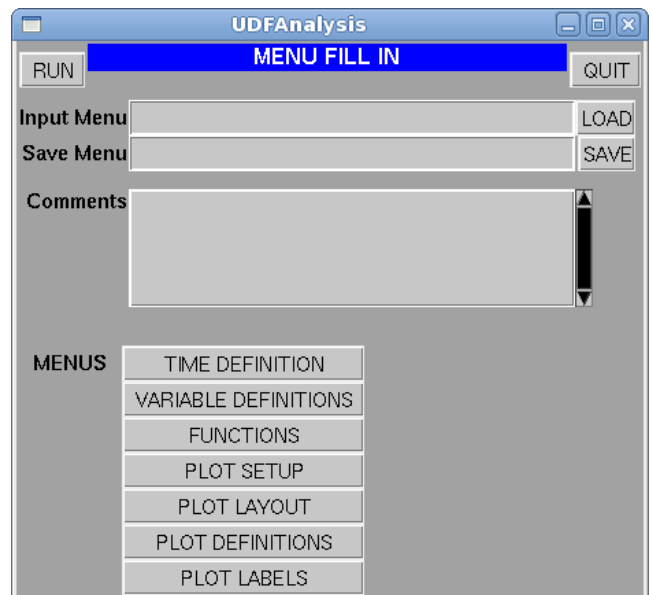 UDFAnalysis
MENU FILL IN
RUN QUIT
Input Menu LOAD
Save Menu SAVE
Comments
MENUS TIME DEFINITION
VARIABLE DEFINITIONS
FUNCTIONS
PLOT SETUP
PLOT LAYOUT
PLOT DEFINITIONS
PLOT LABELS